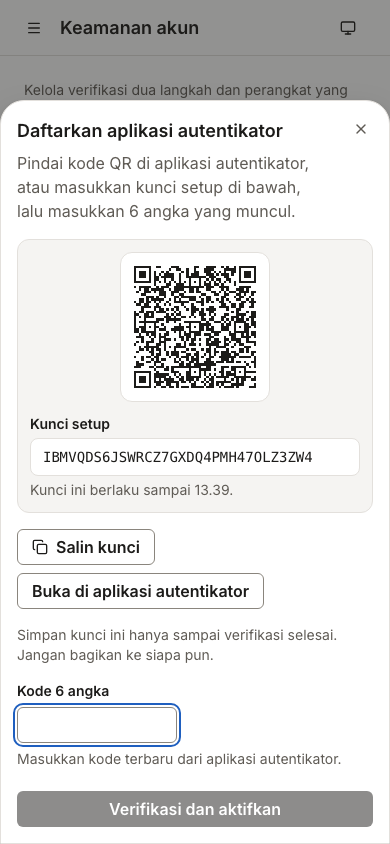 Keamanan akun
Kelola verifikasi dua langkah dan perangkat yang
Daftarkan aplikasi autentikator
Pindai kode QR di aplikasi autentikator,
atau masukkan kunci setup di bawah,
lalu masukkan 6 angka yang muncul.
Kunci setup
IBMVQDS6JSWRCZ7GXDQ4PMH47OLZ3ZW4
Kunci ini berlaku sampai 13.39.
Salin kunci
Buka di aplikasi autentikator
Simpan kunci ini hanya sampai verifikasi selesai.
Jangan bagikan ke siapa pun.
Kode 6 angka
Masukkan kode terbaru dari aplikasi autentikator.
Verifikasi dan aktifkan